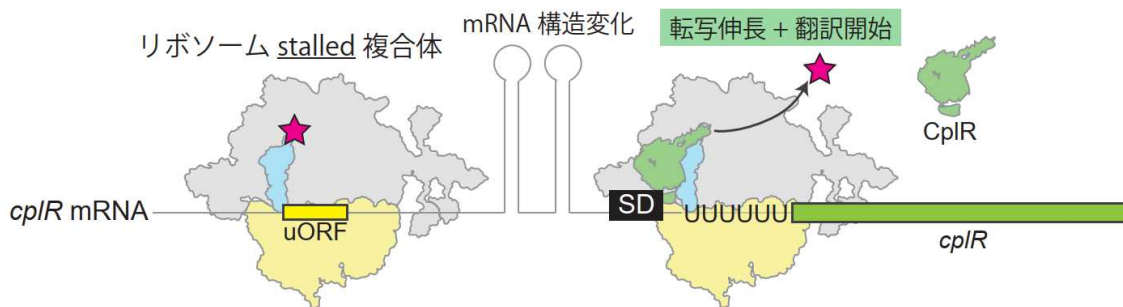 リボソーム stalled 複合体
mRNA 構造変化
転写伸長 + 翻訳開始
CplR
cplR mRNA
uORF
SD
UUUUUU
cplR